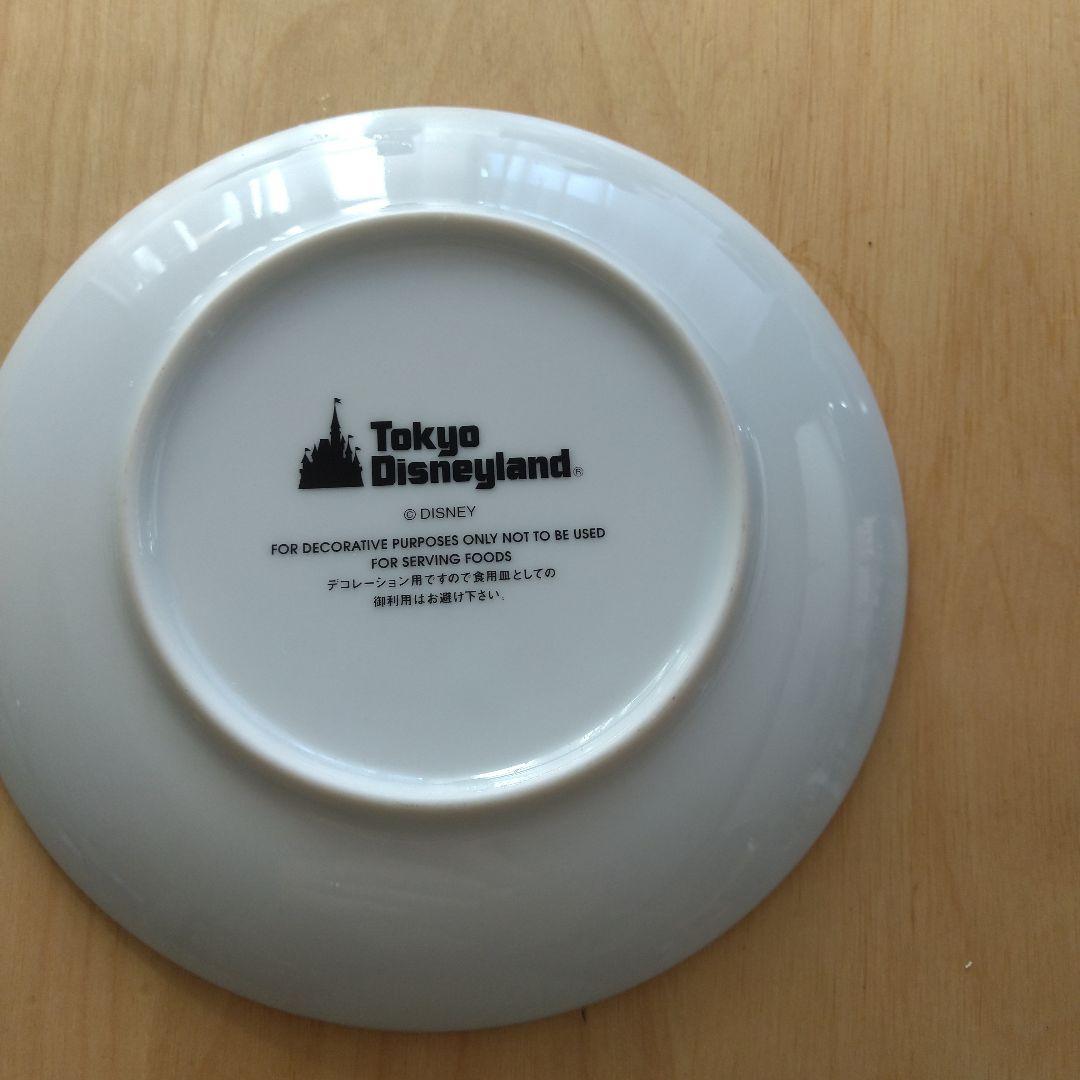 Tokyo
Disneyland®
© DISNEY
FOR DECORATIVE PURPOSES ONLY NOT TO BE USED
FOR SERVING FOODS
デコレーション用ですので食用皿としての
御利用はお避け下さい.